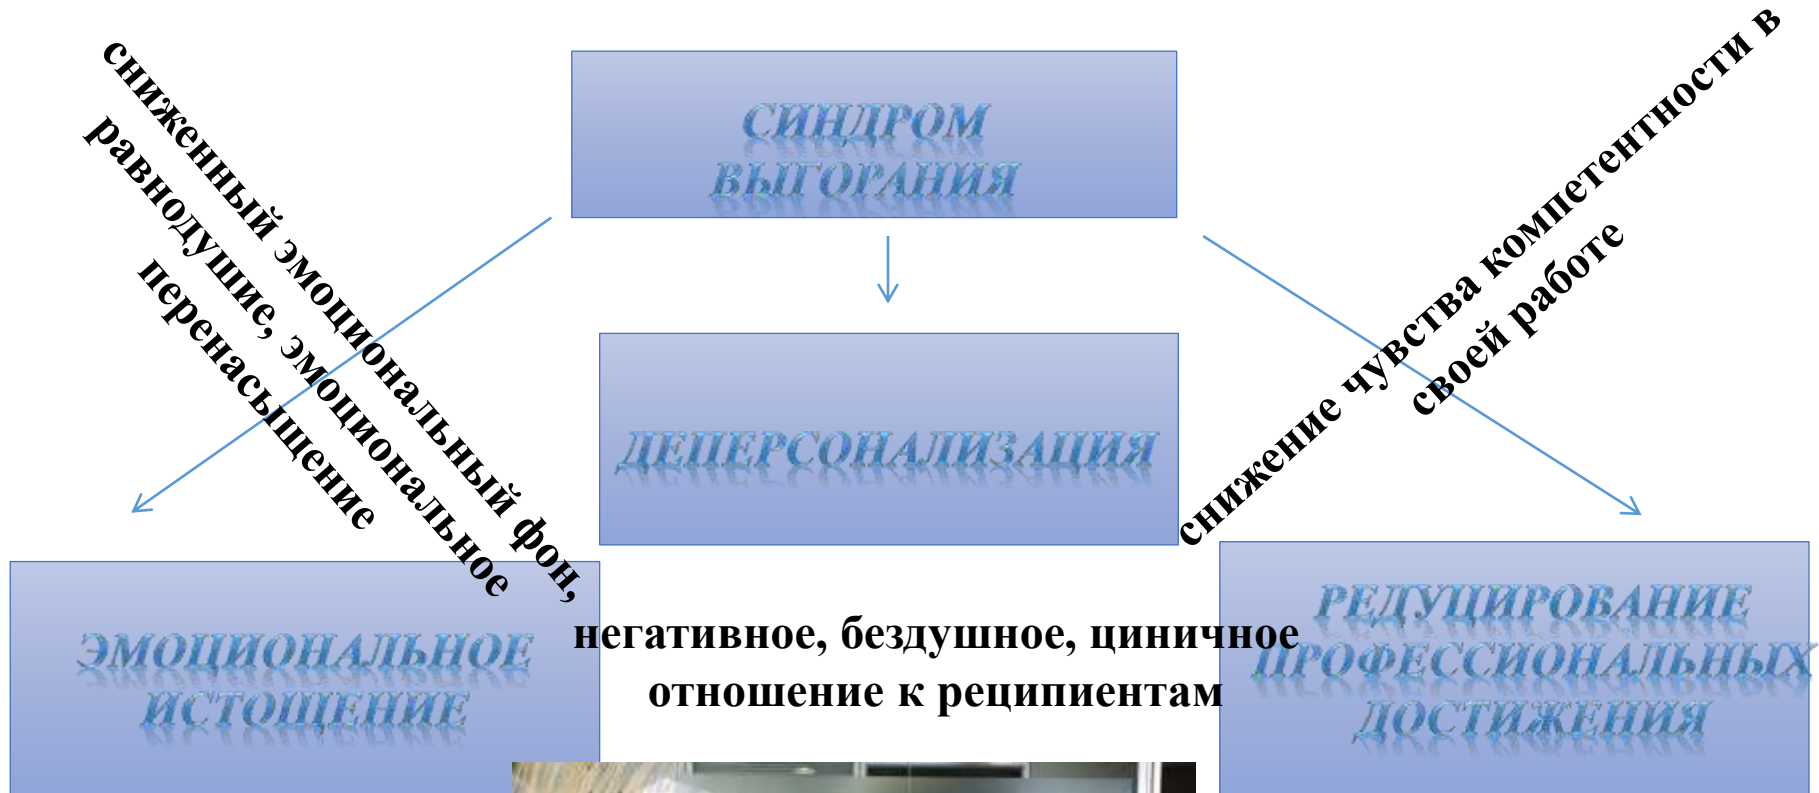 СИНДРОМ
ВЫГОРАНИЯ
сниженный эмоциональный фон,
равнодушие, эмоциональное
перенасыщение
снижение чувства компетентности в
своей работе
ДЕПЕРСОНАЛИЗАЦИЯ
ЭМОЦИОНАЛЬНОЕ
ИСТОЩЕНИЕ
негативное, бездушное, циничное
отношение к реципиентам
РЕДУЦИРОВАНИЕ
ПРОФЕССИОНАЛЬНЫХ
ДОСТИЖЕНИЯ